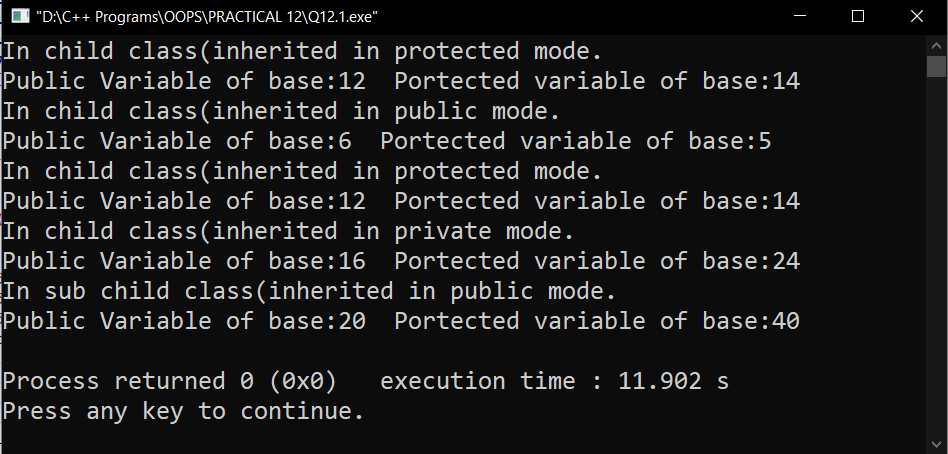 "D:\C++ Programs\OOPS\PRACTICAL 12\Q12.1.exe"
In child class(inherited in protected mode.
Public Variable of base:12  Portected variable of base:14
In child class(inherited in public mode.
Public Variable of base:6  Portected variable of base:5
In child class(inherited in protected mode.
Public Variable of base:12  Portected variable of base:14
In child class(inherited in private mode.
Public Variable of base:16  Portected variable of base:24
In sub child class(inherited in public mode.
Public Variable of base:20  Portected variable of base:40
Process returned 0 (0x0)   execution time : 11.902 s
Press any key to continue.